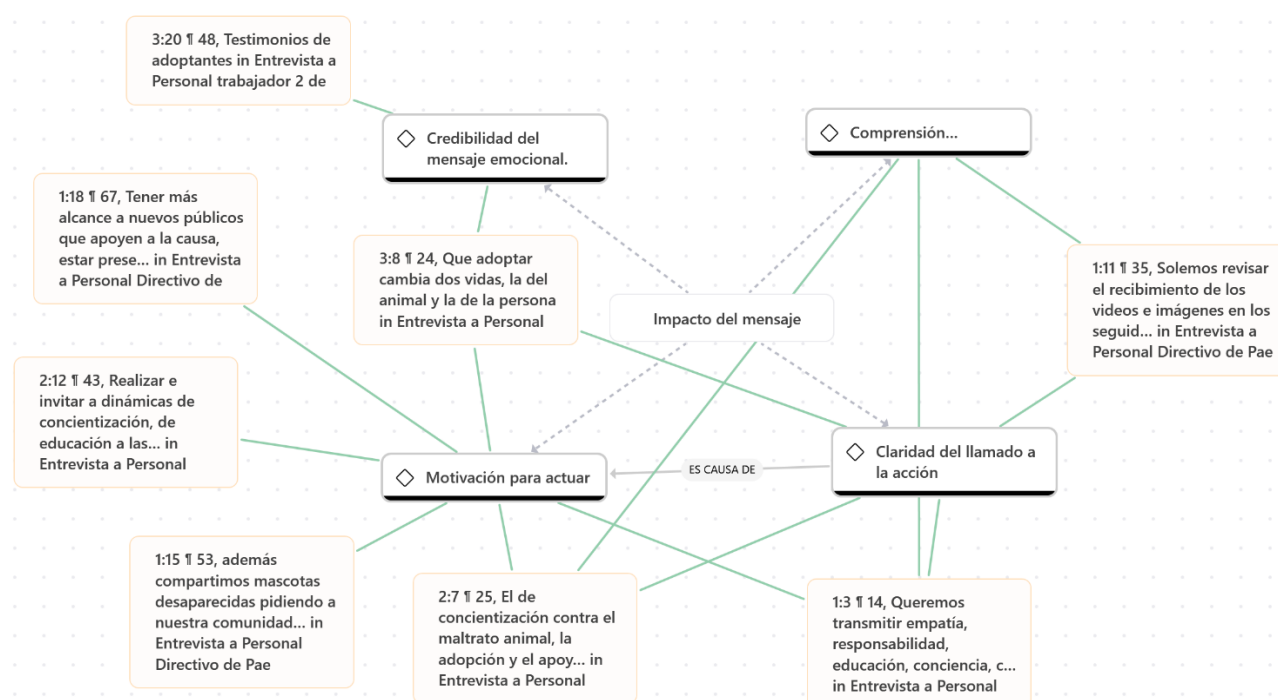 3:20 ¶ 48, Testimonios de
adoptantes in Entrevista a
Personal trabajador 2 de
Credibilidad del
mensaje emocional.
Comprensión...
1:18 ¶ 67, Tener más
alcance a nuevos públicos
que apoyen a la causa,
estar prese... in Entrevista
a Personal Directivo de
3:8 ¶ 24, Que adoptar
cambia dos vidas, la del
animal y la de la persona
in Entrevista a Personal
Impacto del mensaje
1:11 ¶ 35, Solemos revisar
el recibimiento de los
videos e imágenes en los
seguid... in Entrevista a
Personal Directivo de Pae
2:12 ¶ 43, Realizar e
invitar a dinámicas de
concientización, de
educación a las... in
Entrevista a Personal
Motivación para actuar
ES CAUSA DE
Claridad del llamado a
la acción
1:15 ¶ 53, además
compartimos mascotas
desaparecidas pidiendo a
nuestra comunidad... in
Entrevista a Personal
Directivo de Pae
2:7 ¶ 25, El de
concientización contra el
maltrato animal, la
adopción y el apoy... in
Entrevista a Personal
1:3 ¶ 14, Queremos
transmitir empatía,
responsabilidad,
educación, conciencia, c...
in Entrevista a Personal